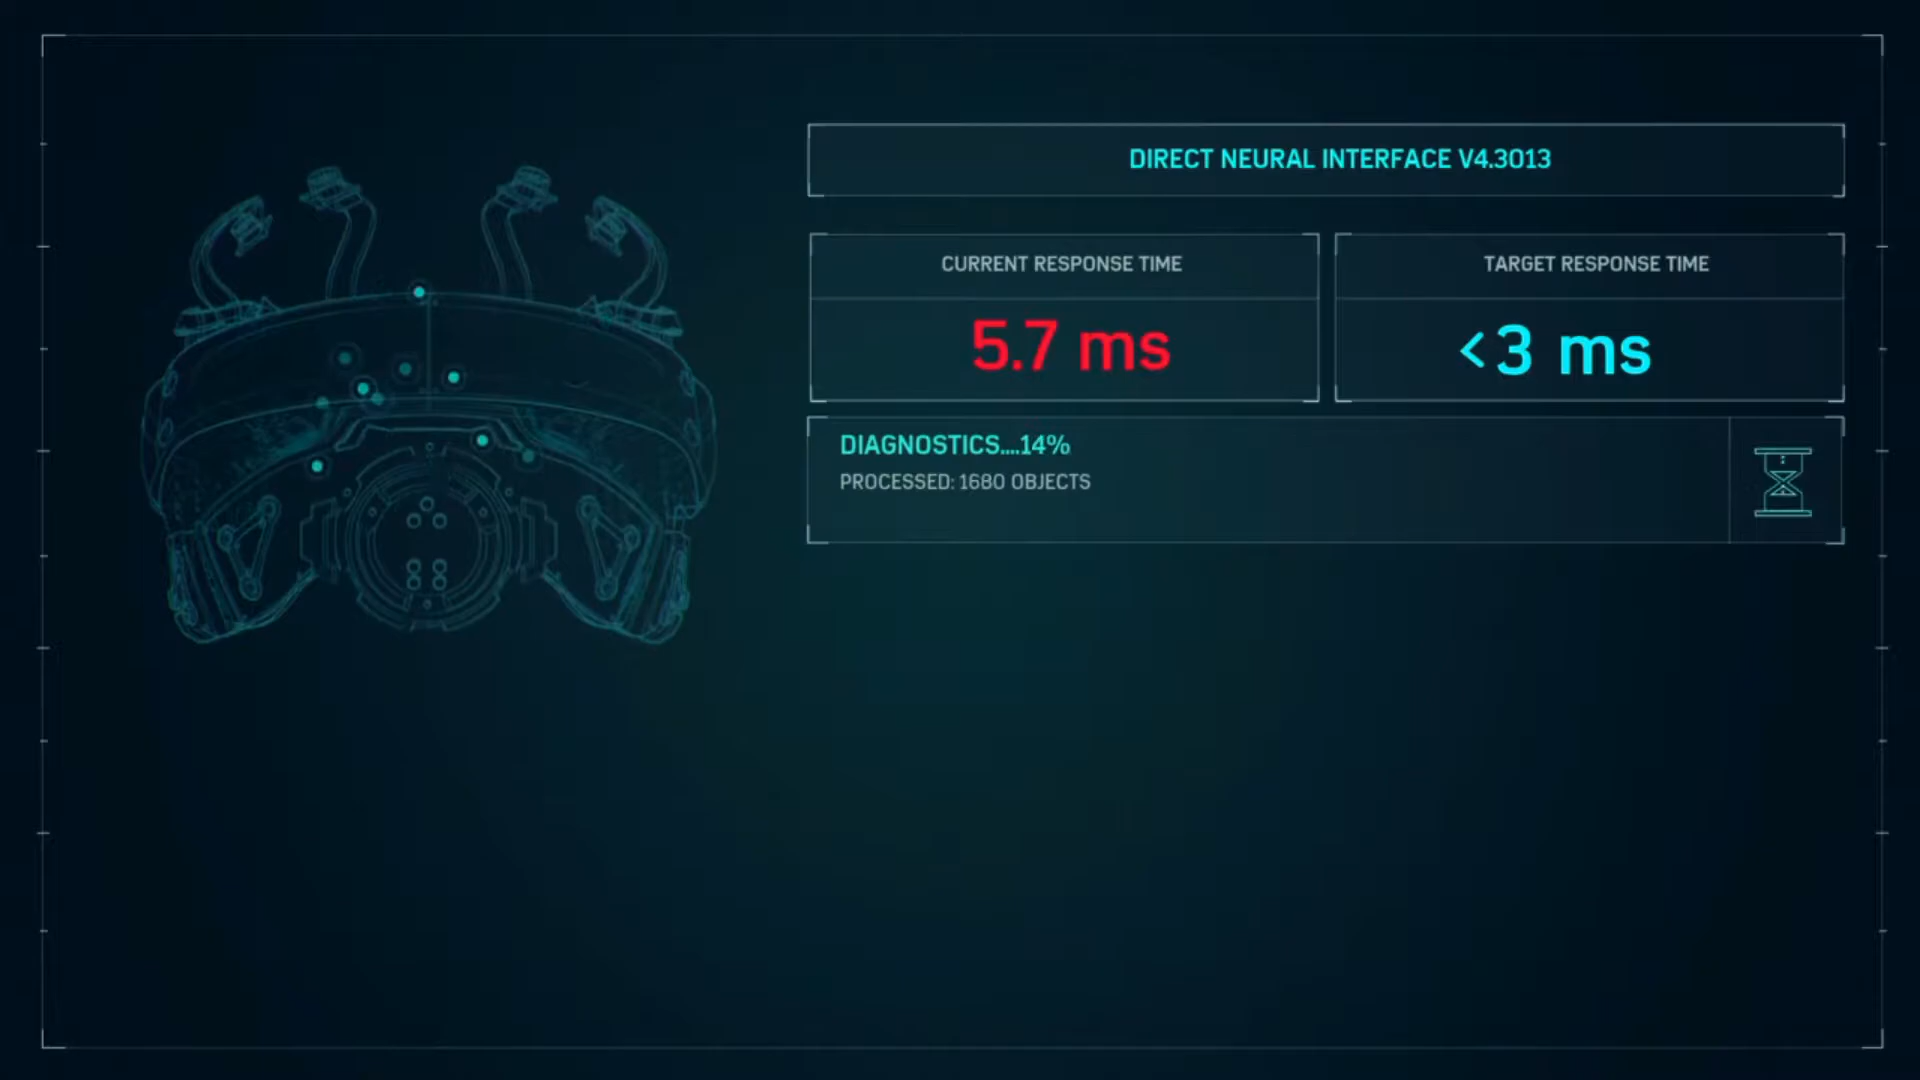 DIRECT NEURAL INTERFACE V4.3013
CURRENT RESPONSE TIME
TARGET RESPONSE TIME
5.7 ms
<3 ms
DIAGNOSTICS....14%
PROCESSED: 1680 OBJECTS